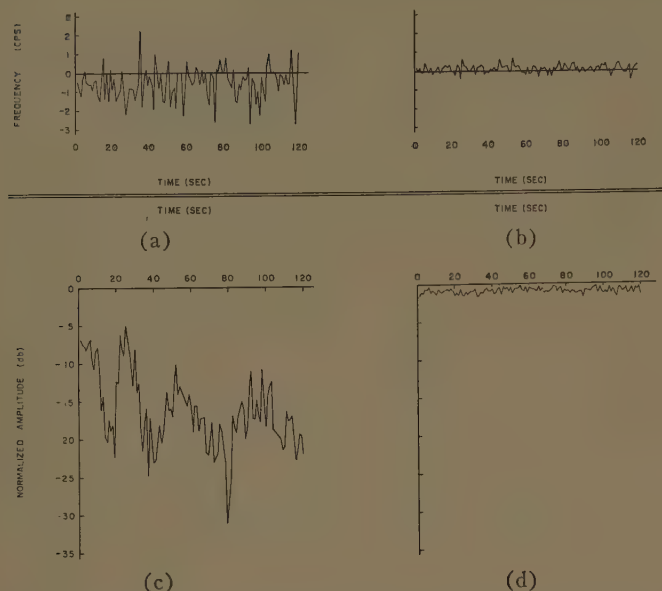 FREQUENCY (CPS)
2
1
0
-1
-2
-3
0 20 40 60 80 100 120
TIME (SEC)
0 20 40 60 80 100 120
TIME (SEC)
TIME (SEC)
TIME (SEC)
(a)
(b)
NORMALIZED AMPLITUDE (db)
0 20 40 60 80 100 120
0
-5
-10
-15
20
-25
-30
-35
0 20 40 60 80 100 120
(c)
(d)